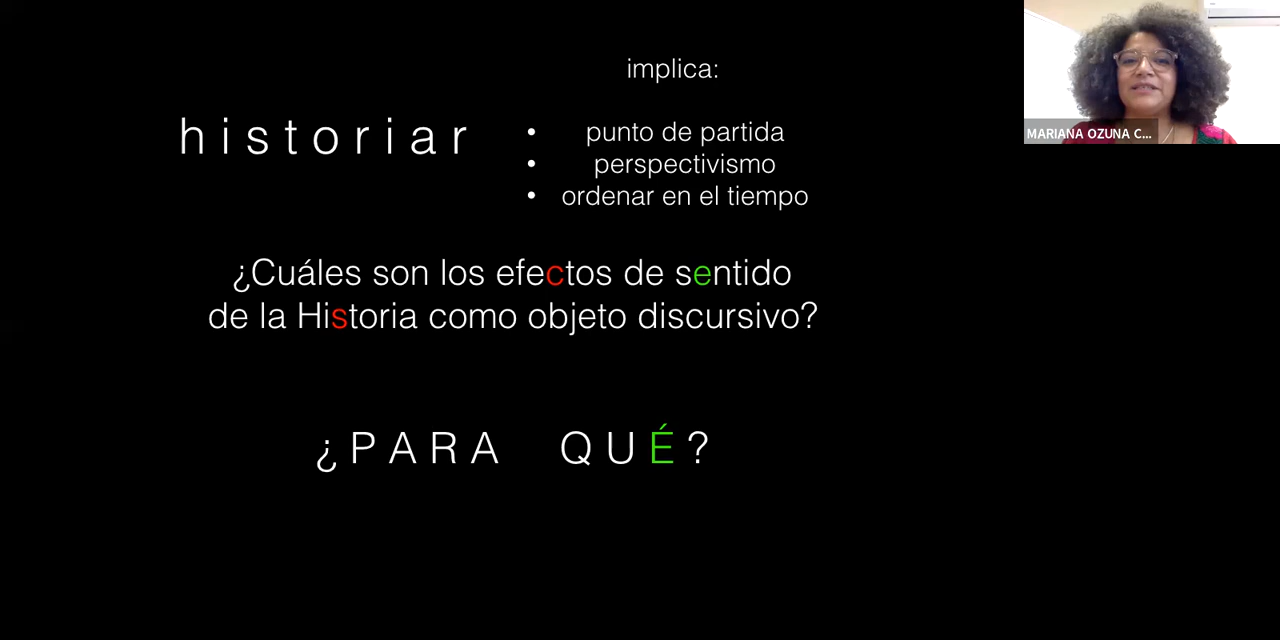 implica:
h i s t o r i a r
• punto de partida
• perspectivismo
• ordenar en el tiempo
¿Cuáles son los efectos de sentido
de la Historia como objeto discursivo?
¿PARA QUÉ?
MARIANA OZUNA C...